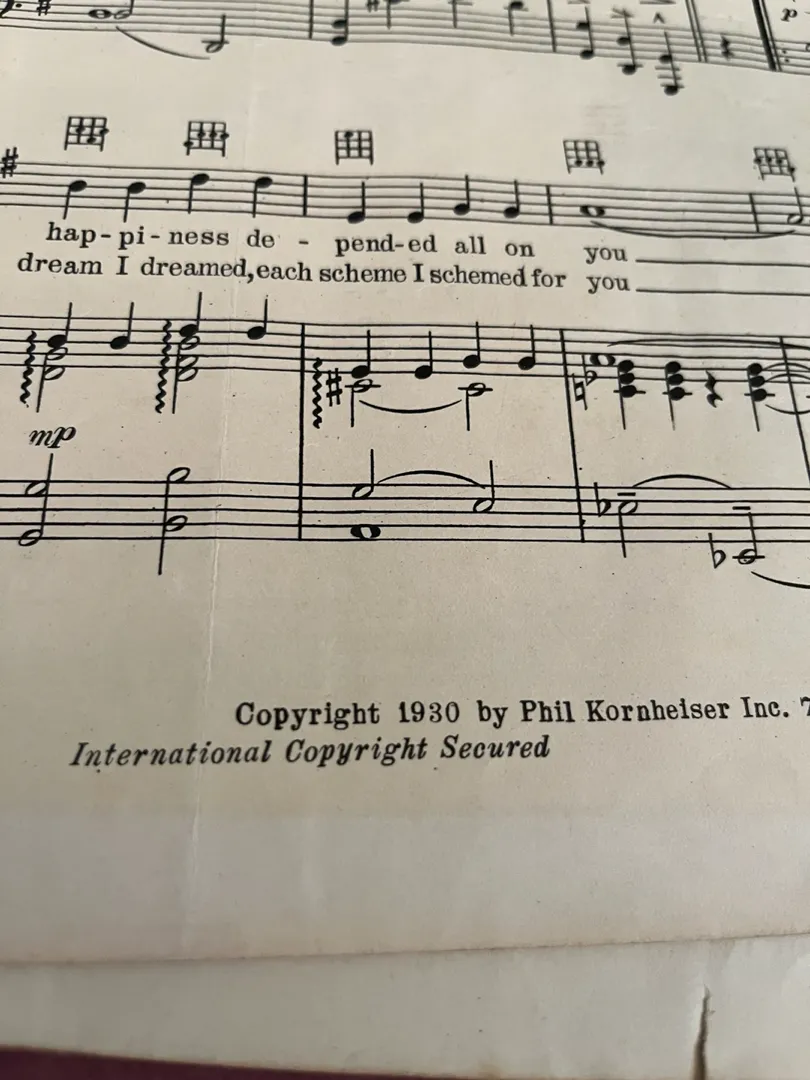 p
hap-pi-ness de - pend-ed all on you
dream I dreamed, each scheme I schemed for you
mp
Copyright 1930 by Phil Kornheiser Inc. 7
International Copyright Secured